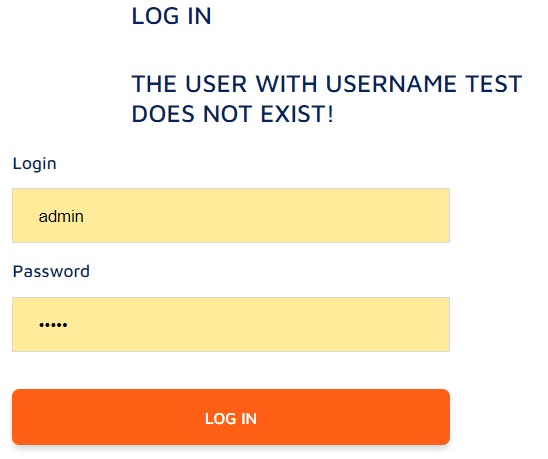 LOG IN
THE USER WITH USERNAME TEST
DOES NOT EXIST!
Login
admin
Password
•••••
LOG IN